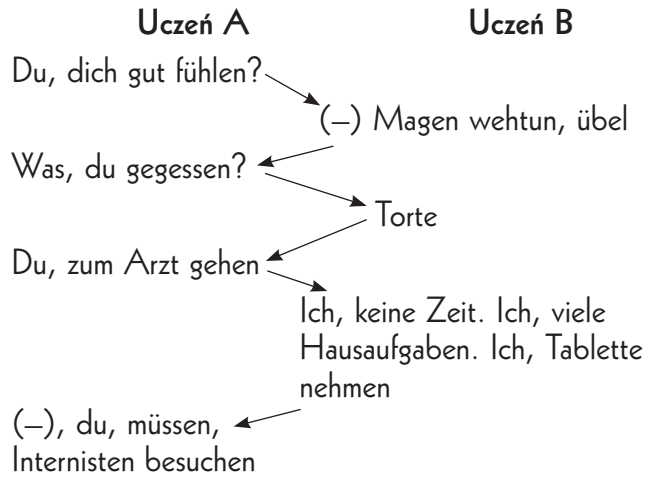 Uczeń A
Uczeń B
Du, dich gut fühlen?
(–) Magen wehtun, übel
Was, du gegessen?
Torte
Du, zum Arzt gehen
Ich, keine Zeit. Ich, viele
Hausaufgaben. Ich, Tablette
nehmen
(–), du, müssen,
Internisten besuchen